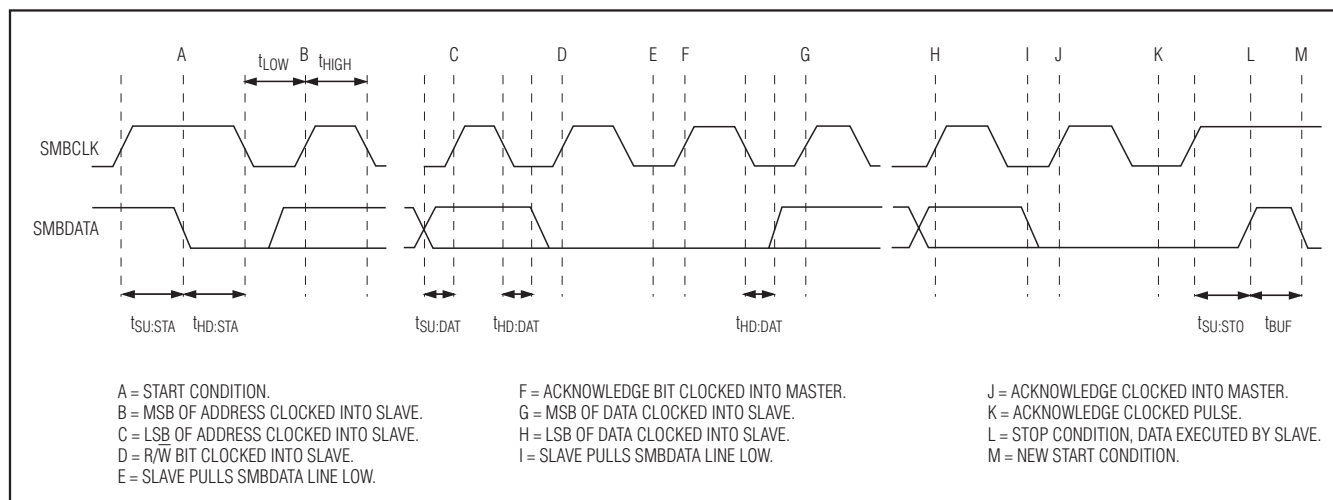 A tLOW B tHIGH C D E F G H I J K L M
SMBCLK
SMBDATA
tSU:STA tHD:STA tSU:DAT tHD:DAT tHD:DAT tSU:STO tBUF
A = START CONDITION.
B = MSB OF ADDRESS CLOCKED INTO SLAVE.
C = LSB OF ADDRESS CLOCKED INTO SLAVE.
D = R/W̅ BIT CLOCKED INTO SLAVE.
E = SLAVE PULLS SMBDATA LINE LOW.
F = ACKNOWLEDGE BIT CLOCKED INTO MASTER.
G = MSB OF DATA CLOCKED INTO SLAVE.
H = LSB OF DATA CLOCKED INTO SLAVE.
I = SLAVE PULLS SMBDATA LINE LOW.
J = ACKNOWLEDGE CLOCKED INTO MASTER.
K = ACKNOWLEDGE CLOCKED PULSE.
L = STOP CONDITION, DATA EXECUTED BY SLAVE.
M = NEW START CONDITION.